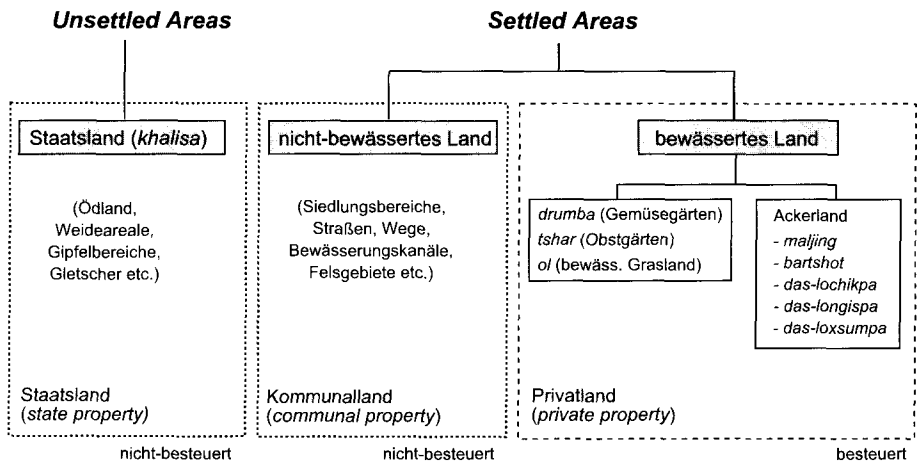 Unsettled Areas
Settled Areas
Staatsland (khalisa)
(Ödland,
Weideareale,
Gipfelbereiche,
Gletscher etc.)
Staatsland
(state property)
nicht-besteuert
nicht-bewässertes Land
(Siedlungsbereiche,
Straßen, Wege,
Bewässerungskanäle,
Felsgebiete etc.)
Kommunalland
(communal property)
nicht-besteuert
bewässertes Land
drumba (Gemüsegärten)
tshar (Obstgärten)
ol (bewäss. Grasland)
Ackerland
- maljing
- bartshot
- das-lochikpa
- das-longispa
- das-loxsumpa
Privatland
(private property)
besteuert